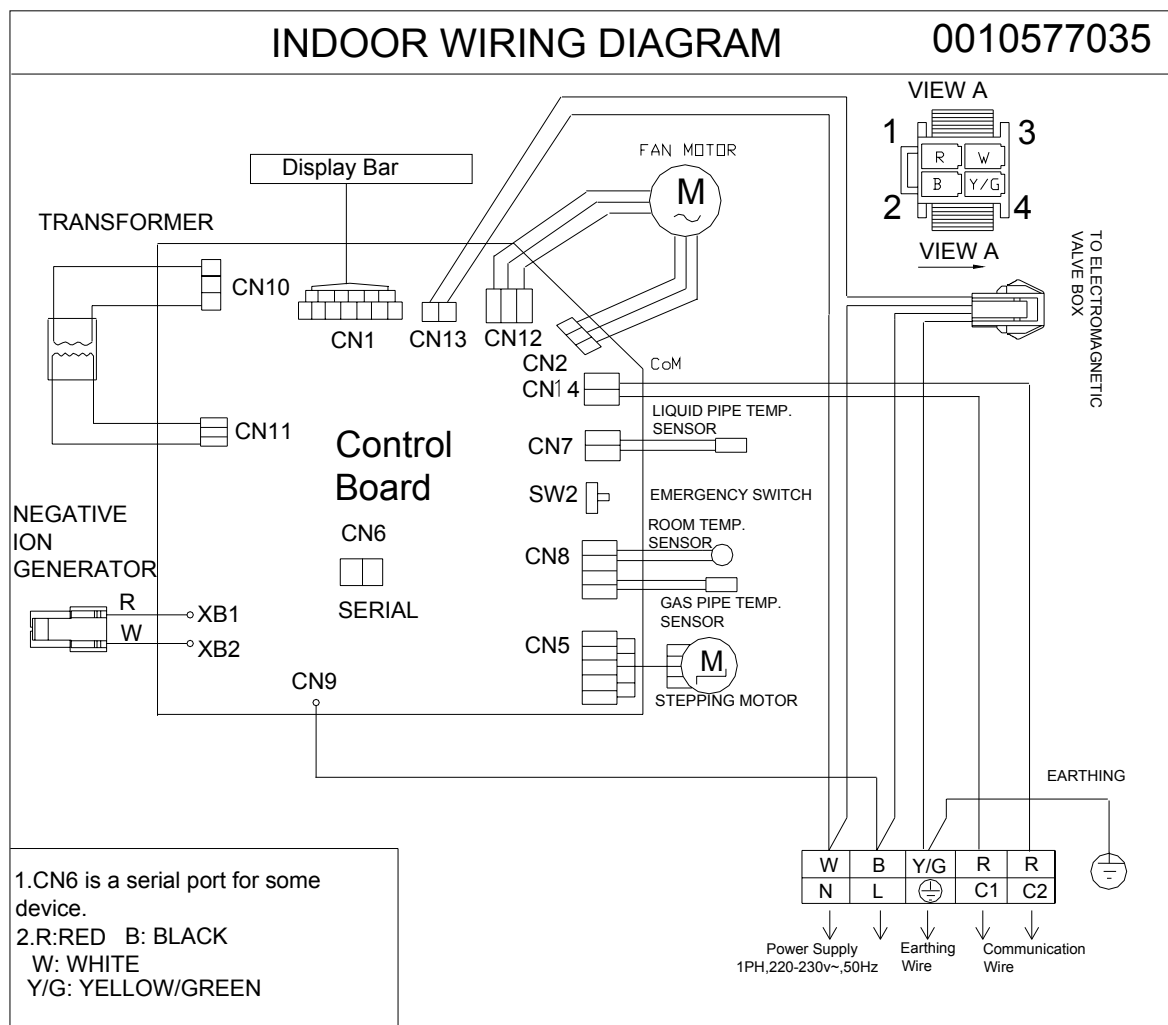 INDOOR WIRING DIAGRAM
0010577035
VIEW A
1
3
R
W
B
Y/G
2
4
VIEW A
TO ELECTROMAGNETIC
VALVE BOX
FAN MOTOR
M
Display Bar
TRANSFORMER
CN10
CN1
CN13
CN12
CN2
CoM
CN14
CN11
LIQUID PIPE TEMP.
SENSOR
CN7
Control
Board
SW2
EMERGENCY SWITCH
NEGATIVE
ION
GENERATOR
CN6
SERIAL
ROOM TEMP.
SENSOR
CN8
GAS PIPE TEMP.
SENSOR
R
XB1
W
XB2
CN5
M
STEPPING MOTOR
CN9
EARTHING
W B Y/G R R
N L C1 C2
Power Supply
1PH,220-230v~,50Hz
Earthing
Wire
Communication
Wire
1.CN6 is a serial port for some
device.
2.R:RED B: BLACK
W: WHITE
Y/G: YELLOW/GREEN